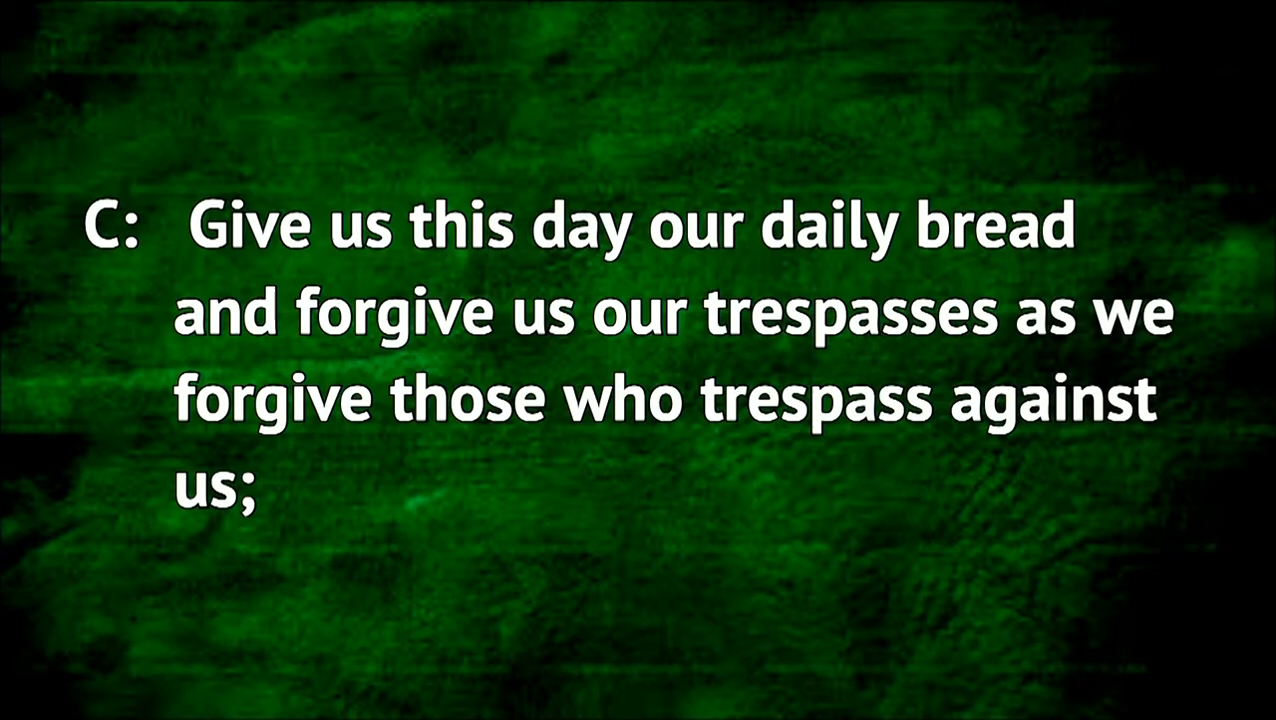 C: Give us this day our daily bread
and forgive us our trespasses as we
forgive those who trespass against
us;